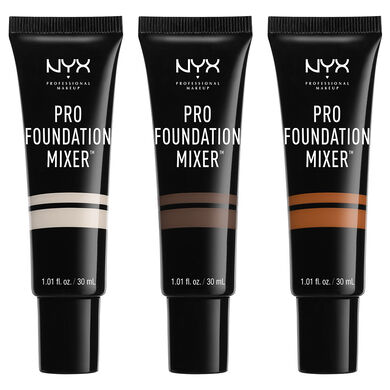 NYX
PROFESSIONAL
MAKEUP
PRO
FOUNDATION
MIXER™
1.01 fl. oz. / 30 mL
NYX
PROFESSIONAL
MAKEUP
PRO
FOUNDATION
MIXER™
1.01 fl. oz. / 30 mL
NYX
PROFESSIONAL
MAKEUP
PRO
FOUNDATION
MIXER™
1.01 fl. oz. / 30 mL